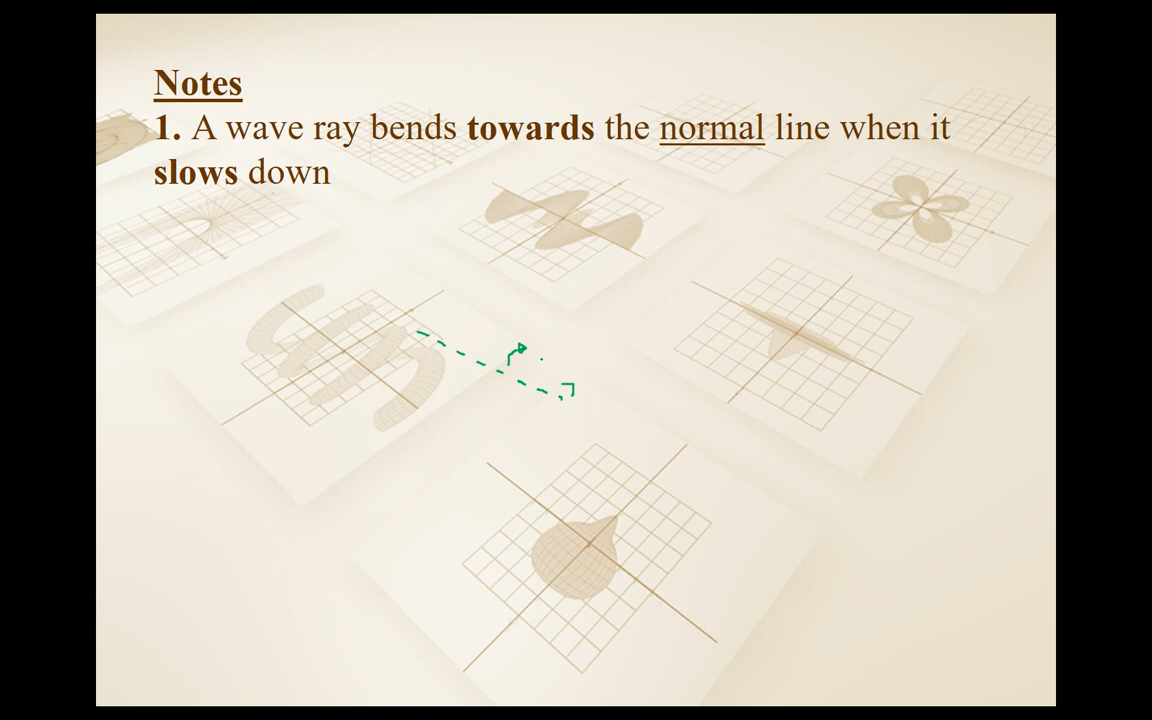 Notes
1. A wave ray bends towards the normal line when it
slows down